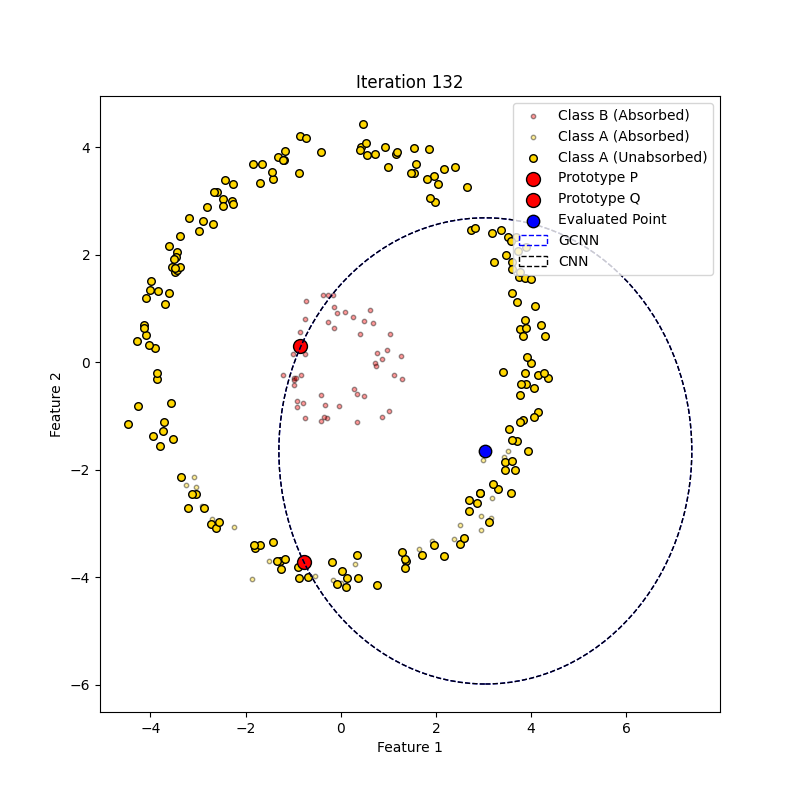 Iteration 132
Class B (Absorbed)
Class A (Absorbed)
Class A (Unabsorbed)
Prototype P
Prototype Q
Evaluated Point
GCNN
CNN
4
2
0
−2
−4
−6
Feature 2
−4
−2
0
2
4
6
Feature 1